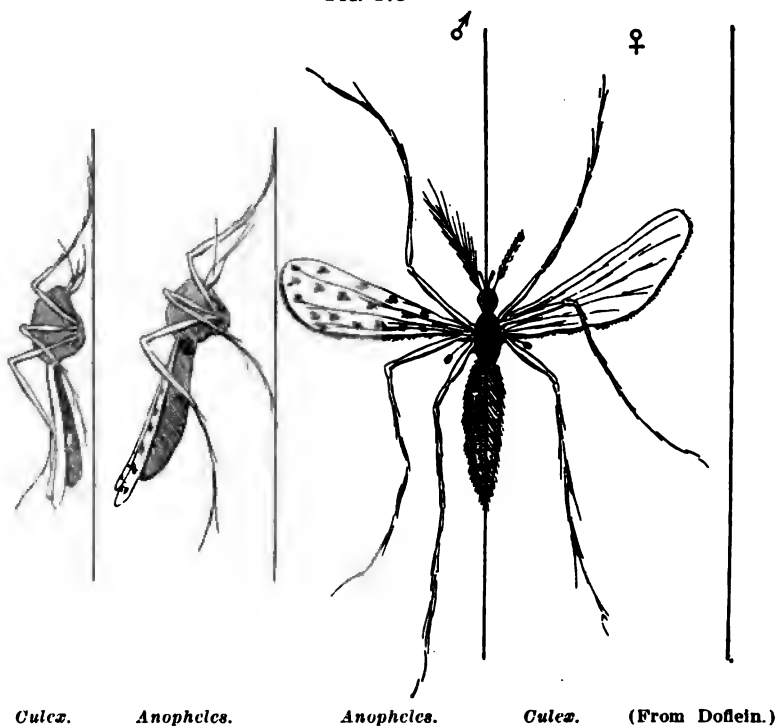 ♂ ♀
Culex. Anopheles. Anopheles. Culex. (From Doflein.)